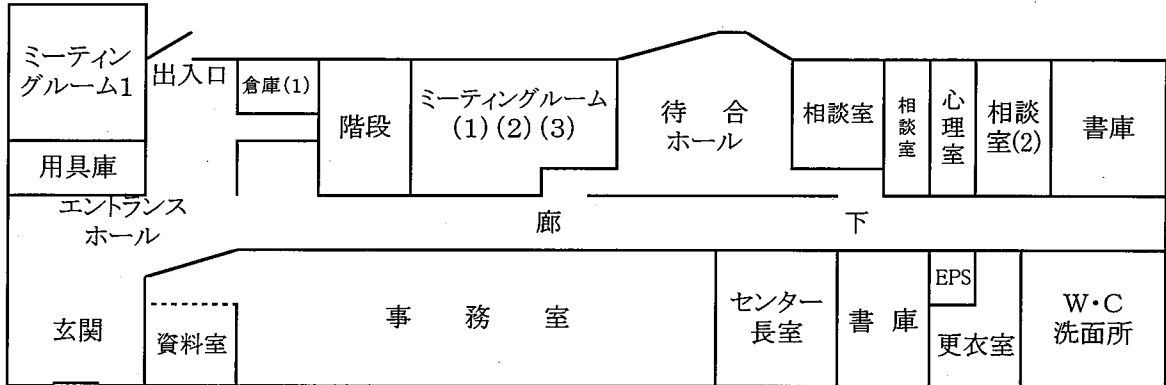 ミーティン
グルーム1
出入口
倉庫(1)
階段
ミーティングルーム
(1)(2)(3)
待 合
ホール
相談室
相談室
心理室
相談
室(2)
書庫
用具庫
エントランス
ホール
廊 下
玄関
資料室
事 務 室
センター
長室
書 庫
EPS
更衣室
W・C
洗面所